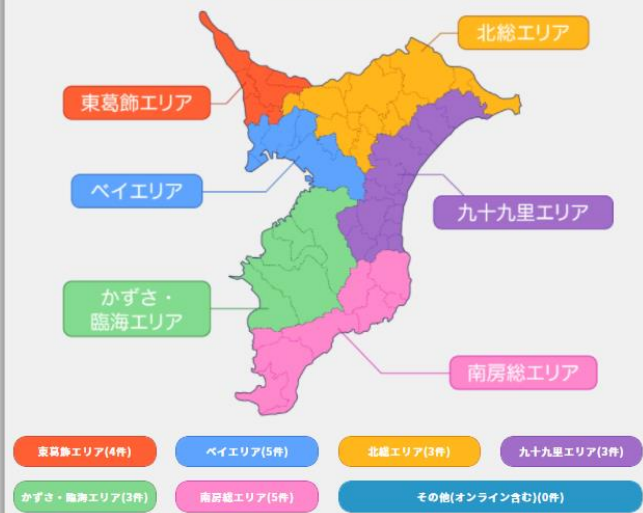 北総エリア
東葛飾エリア
ベイエリア
九十九里エリア
かずさ・
臨海エリア
南房総エリア
東葛飾エリア(4件)
ベイエリア(5件)
北総エリア(3件)
九十九里エリア(3件)
かずさ・臨海エリア(3件)
南房総エリア(5件)
その他(オンライン含む)(0件)